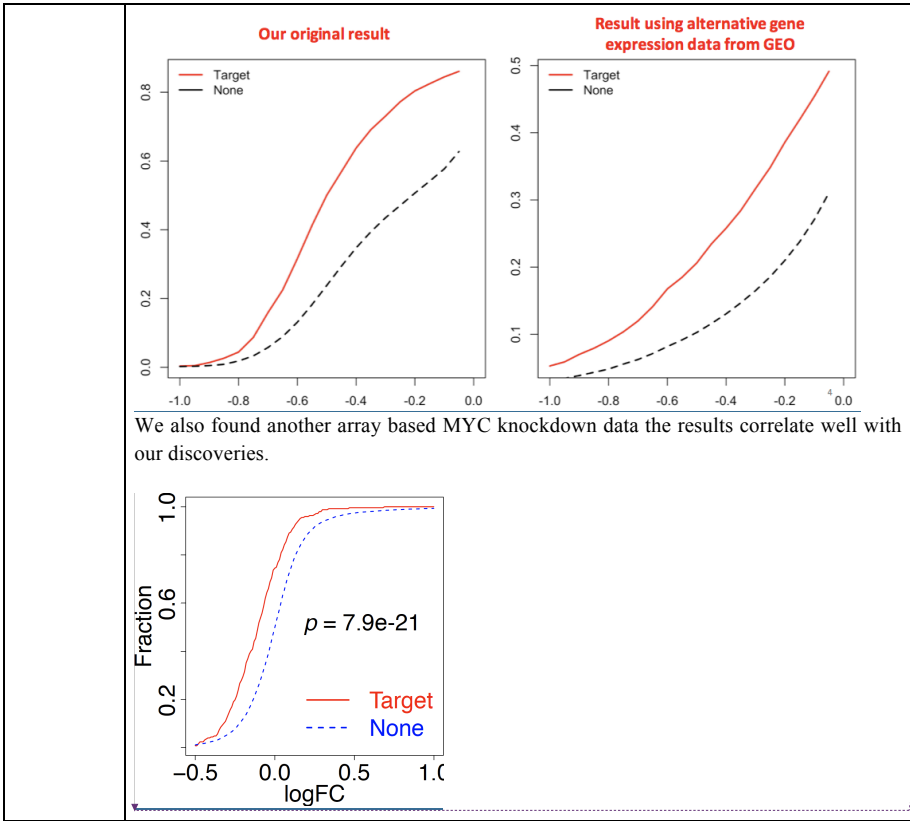 Our original result
Result using alternative gene
expression data from GEO
Target
None
0.0
0.2
0.4
0.6
0.8
-1.0 -0.8 -0.6 -0.4 -0.2 0.0
Target
None
0.1
0.2
0.3
0.4
0.5
-1.0 -0.8 -0.6 -0.4 -0.2 0.0
4
We also found another array based MYC knockdown data the results correlate well with
our discoveries.
Fraction
0.2
0.6
1.0
p = 7.9e-21
Target
None
−0.5 0.0 0.5
logFC